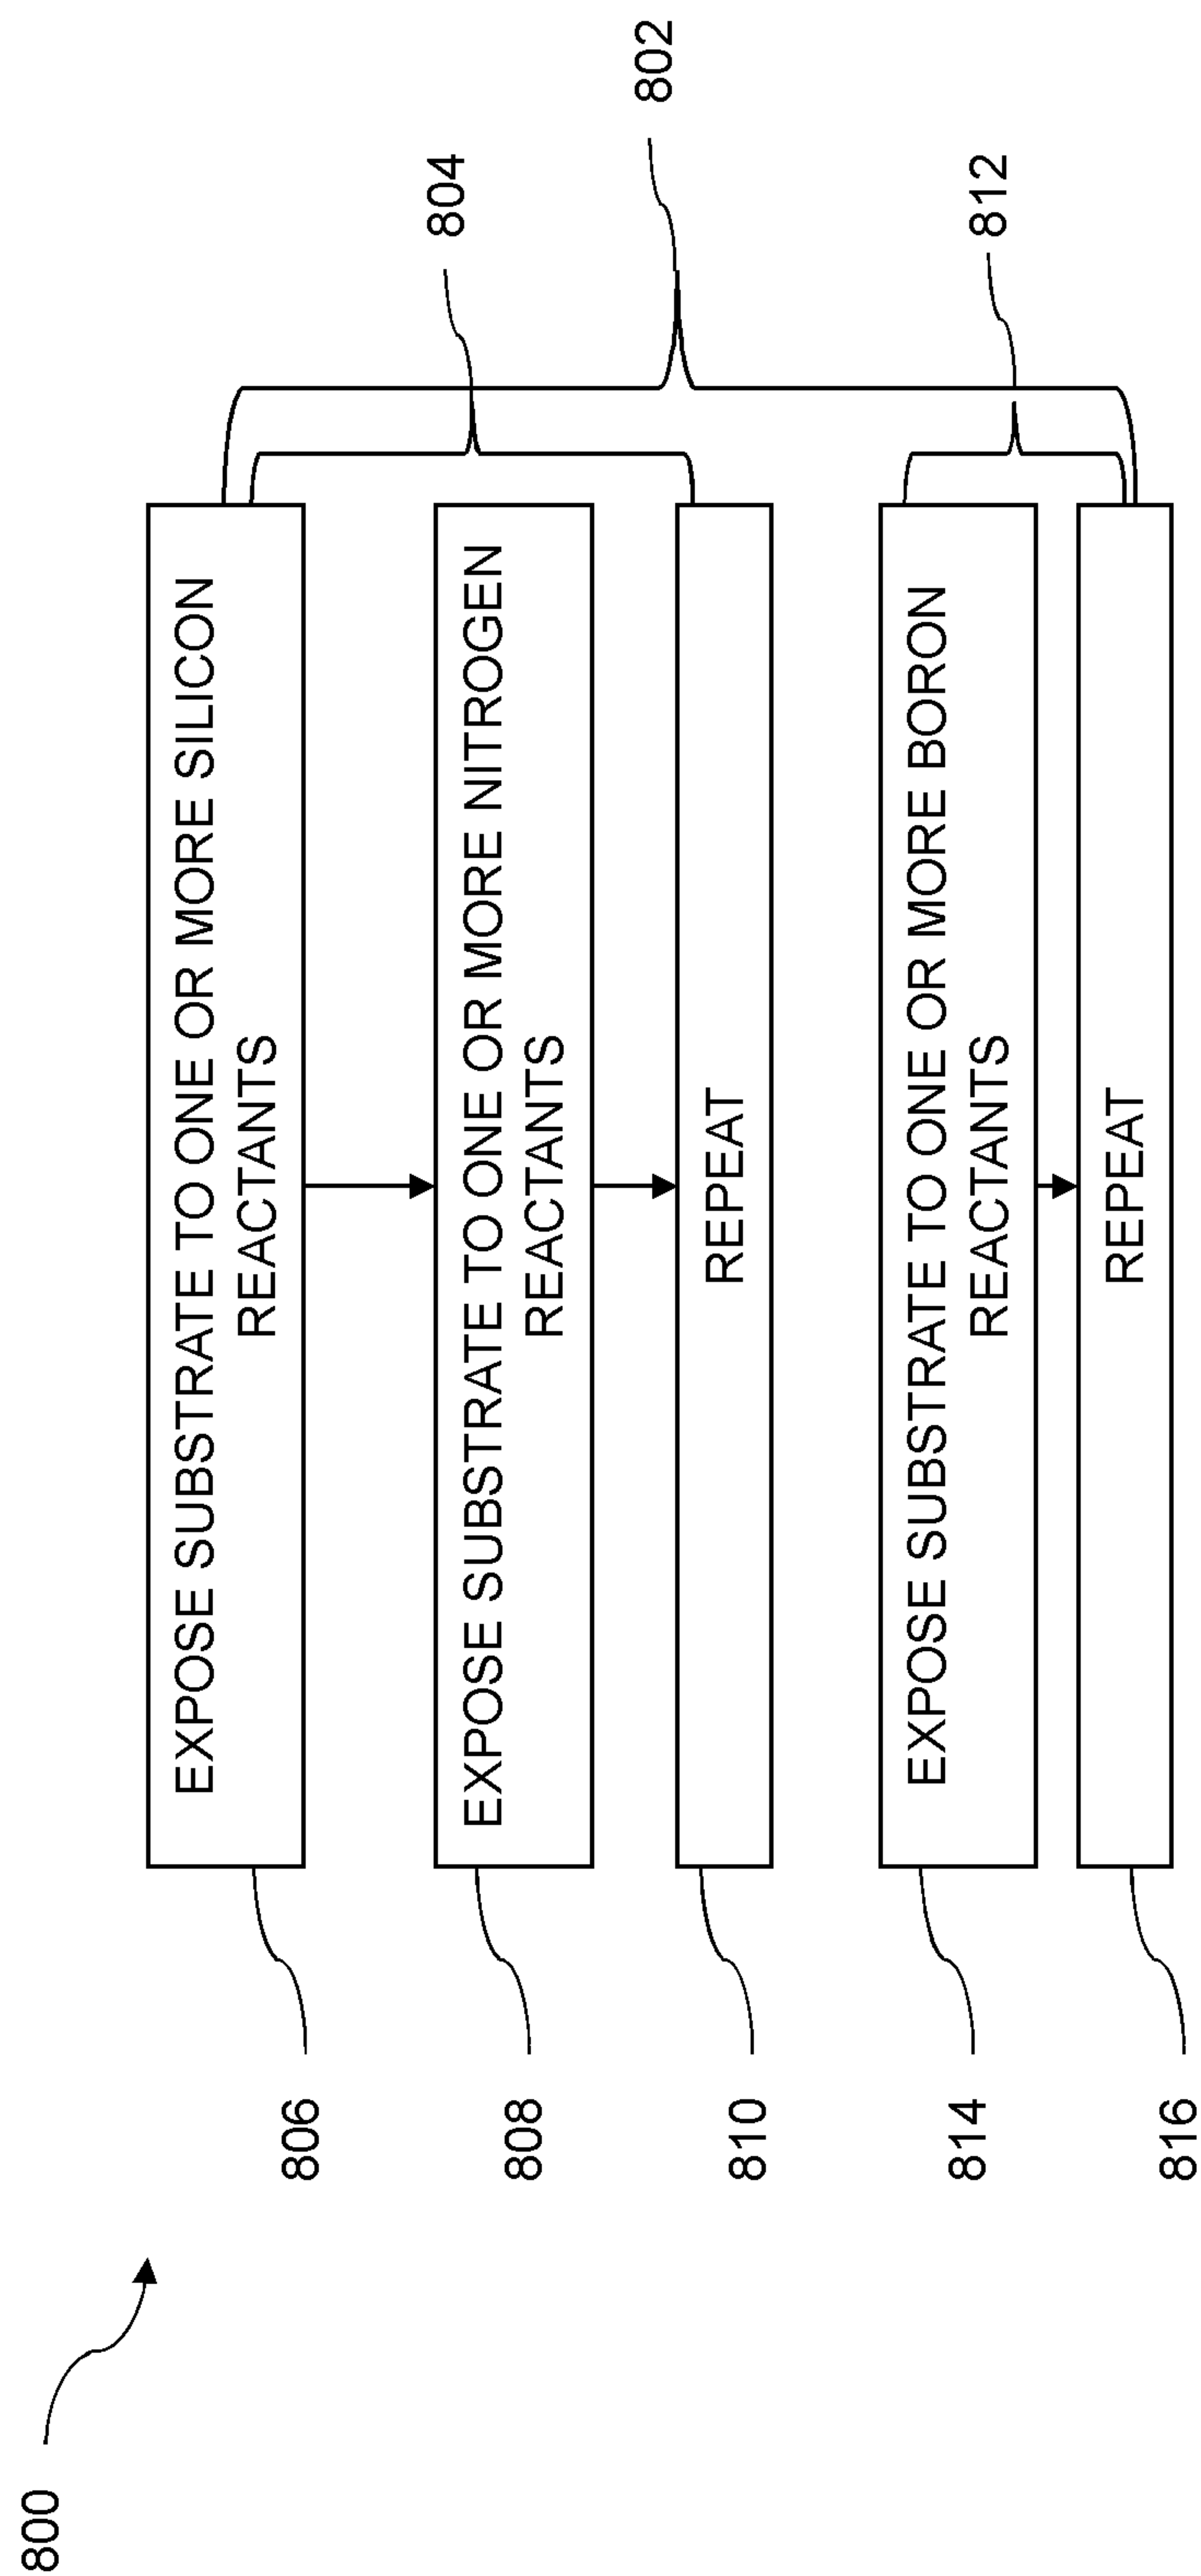 800
806
EXPOSE SUBSTRATE TO ONE OR MORE SILICON
REACTANTS
804
802
808
EXPOSE SUBSTRATE TO ONE OR MORE NITROGEN
REACTANTS
810
REPEAT
814
EXPOSE SUBSTRATE TO ONE OR MORE BORON
REACTANTS
812
816
REPEAT